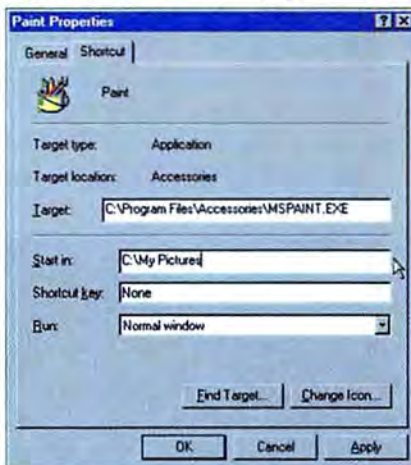 Paint Properties
General Shortcut
Paint
Target type: Application
Target location: Accessories
Target: C:\Program Files\Accessories\MSPAINT.EXE
Start in: C:\My Pictures
Shortcut key: None
Run: Normal window
Find Target... Change Icon...
OK Cancel Apply